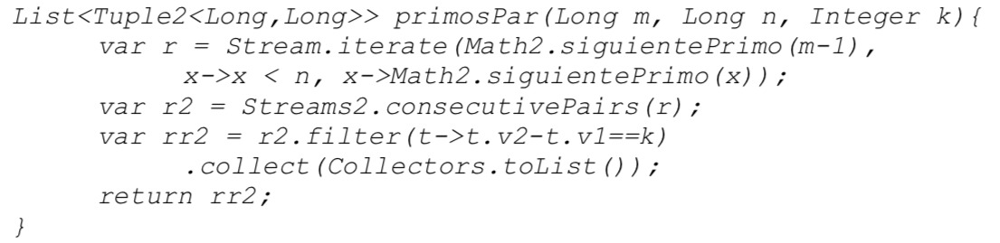 List<Tuple2<Long,Long>> primosPar(Long m, Long n, Integer k){
var r = Stream.iterate(Math2.siguientePrimo(m-1),
x->x < n, x->Math2.siguientePrimo(x));
var r2 = Streams2.consecutivePairs(r);
var rr2 = r2.filter(t->t.v2-t.v1==k)
.collect(Collectors.toList());
return rr2;
}